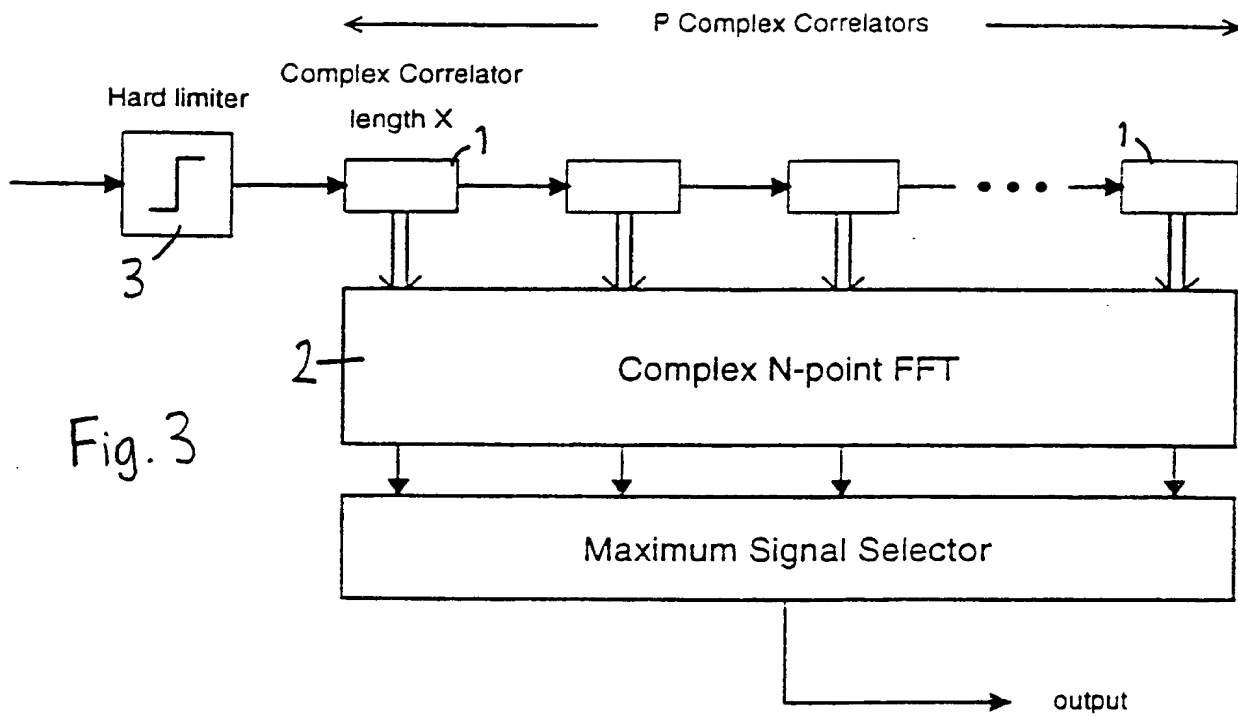 P Complex Correlators
Complex Correlator
length X
Hard limiter
1
1
3
2
Complex N-point FFT
Fig. 3
Maximum Signal Selector
output